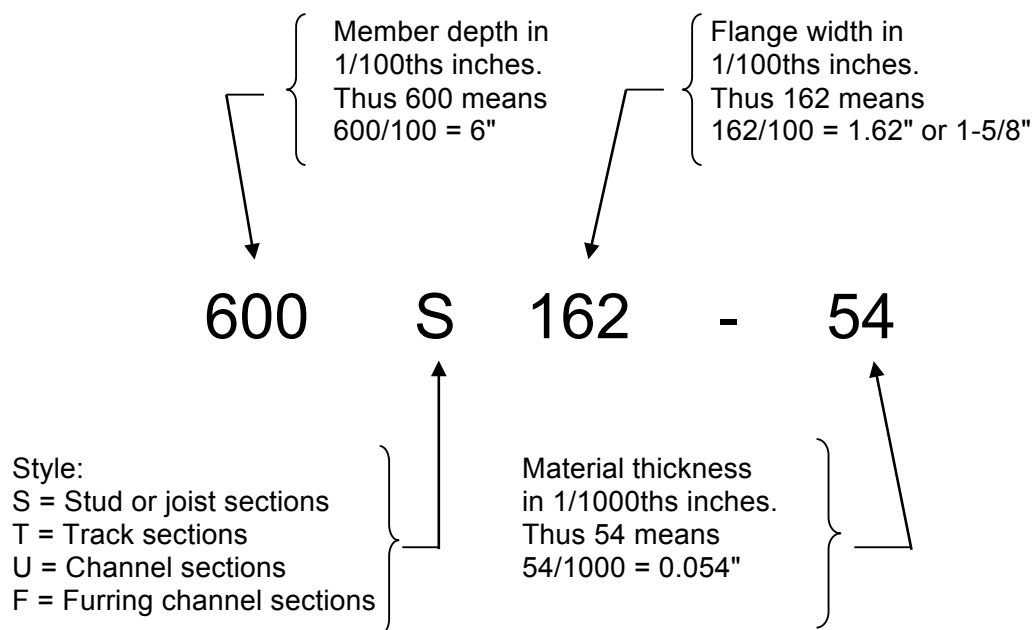 Member depth in
1/100ths inches.
Thus 600 means
600/100 = 6"
Flange width in
1/100ths inches.
Thus 162 means
162/100 = 1.62" or 1-5/8"
600 S 162 - 54
Style:
S = Stud or joist sections
T = Track sections
U = Channel sections
F = Furring channel sections
Material thickness
in 1/1000ths inches.
Thus 54 means
54/1000 = 0.054"